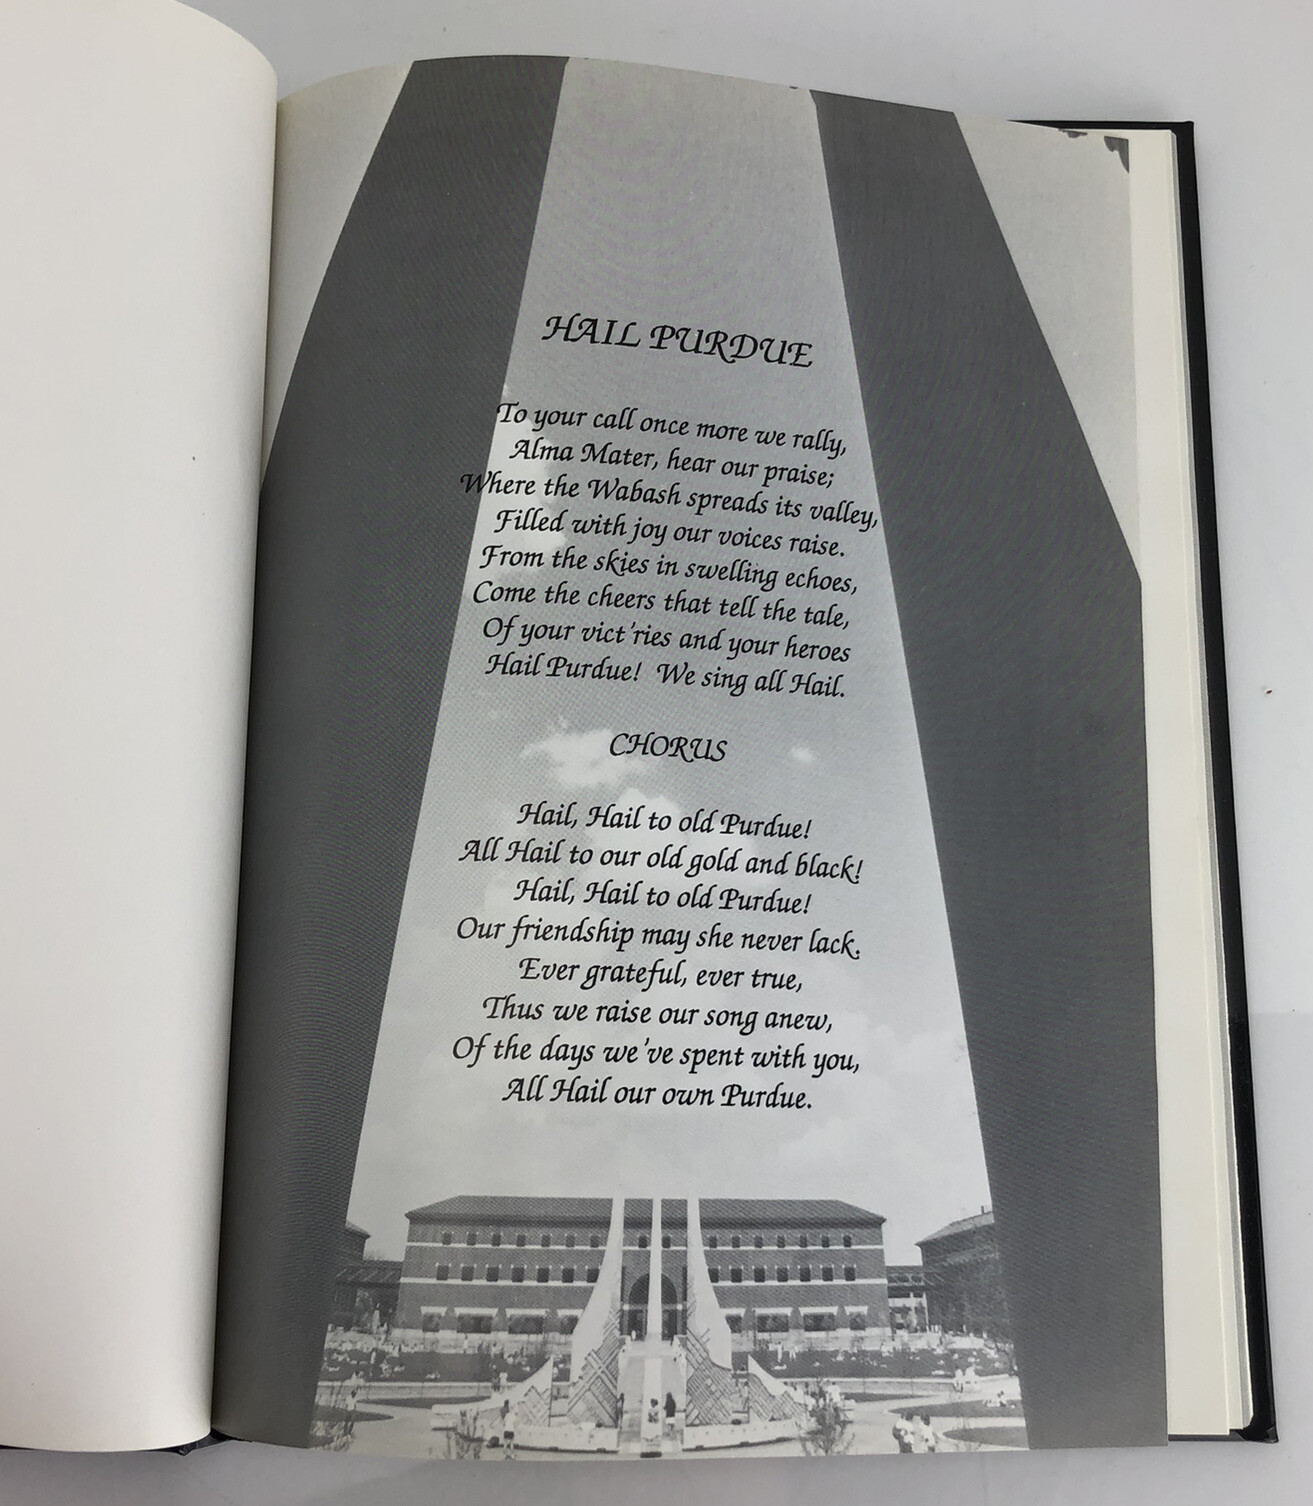 HAIL PURDUE
To your call once more we rally,
Alma Mater, hear our praise;
Where the Wabash spreads its valley,
Filled with joy our voices raise.
From the skies in swelling echoes,
Come the cheers that tell the tale,
Of your vict'ries and your heroes
Hail Purdue! We sing all Hail.
CHORUS
Hail, Hail to old Purdue!
All Hail to our old gold and black!
Hail, Hail to old Purdue!
Our friendship may she never lack.
Ever grateful, ever true,
Thus we raise our song anew,
Of the days we've spent with you,
All Hail our own Purdue.